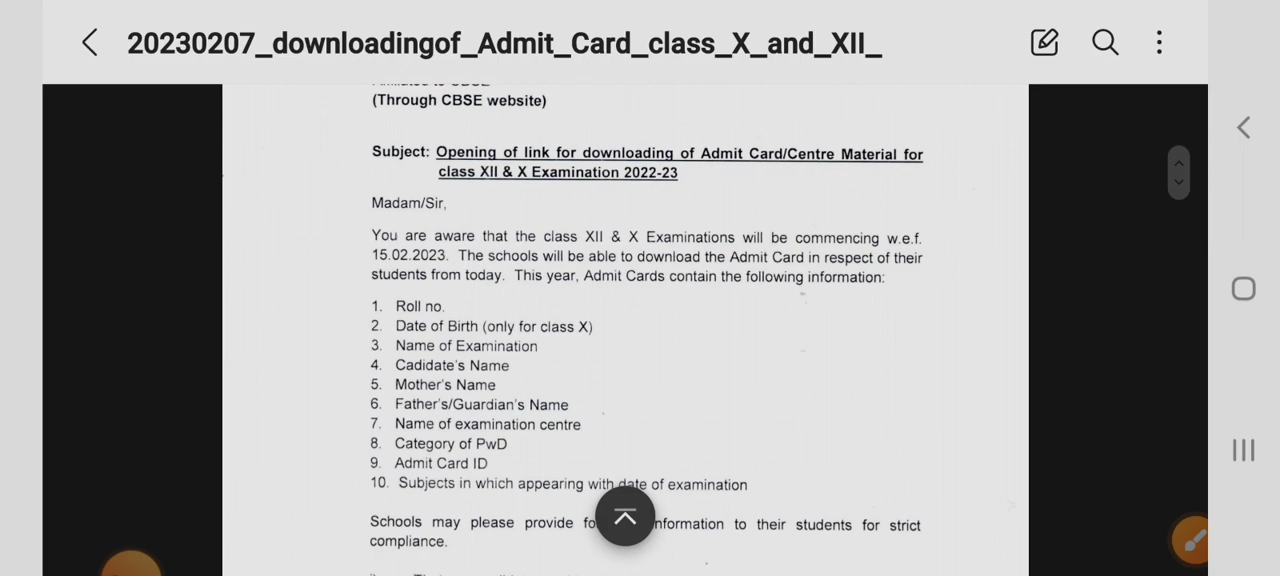 20230207_downloadingof_Admit_Card_class_X_and_XII_
(Through CBSE website)
Subject: Opening of link for downloading of Admit Card/Centre Material for
class XII & X Examination 2022-23
Madam/Sir,
You are aware that the class XII & X Examinations will be commencing w.e.f.
15.02.2023. The schools will be able to download the Admit Card in respect of their
students from today. This year, Admit Cards contain the following information:
1. Roll no.
2. Date of Birth (only for class X)
3. Name of Examination
4. Cadidate's Name
5. Mother's Name
6. Father's/Guardian's Name
7. Name of examination centre
8. Category of PwD
9. Admit Card ID
10. Subjects in which appearing with date of examination
Schools may please provide information to their students for strict
compliance.